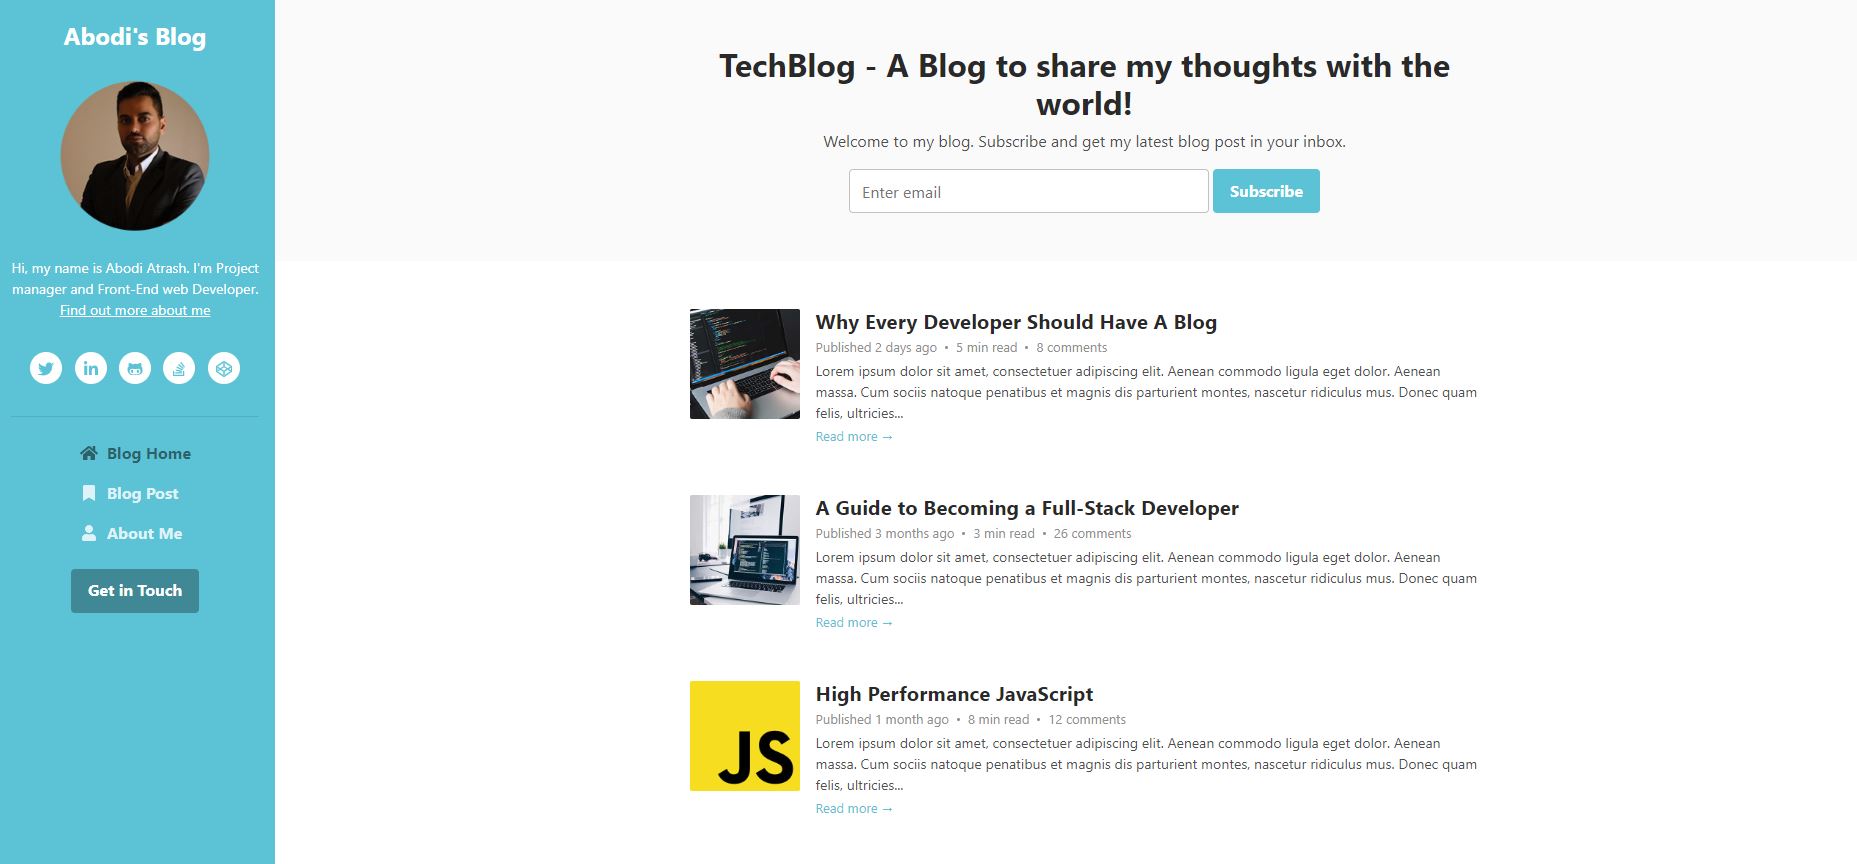 Abodi's Blog
Hi, my name is Abodi Atrash. I'm Project
manager and Front-End web Developer.
Find out more about me
Blog Home
Blog Post
About Me
Get in Touch
TechBlog - A Blog to share my thoughts with the
world!
Welcome to my blog. Subscribe and get my latest blog post in your inbox.
Enter email
Subscribe
Why Every Developer Should Have A Blog
Published 2 days ago • 5 min read • 8 comments
Lorem ipsum dolor sit amet, consectetuer adipiscing elit. Aenean commodo ligula eget dolor. Aenean
massa. Cum sociis natoque penatibus et magnis dis parturient montes, nascetur ridiculus mus. Donec quam
felis, ultricies...
Read more →
A Guide to Becoming a Full-Stack Developer
Published 3 months ago • 3 min read • 26 comments
Lorem ipsum dolor sit amet, consectetuer adipiscing elit. Aenean commodo ligula eget dolor. Aenean
massa. Cum sociis natoque penatibus et magnis dis parturient montes, nascetur ridiculus mus. Donec quam
felis, ultricies...
Read more →
JS
High Performance JavaScript
Published 1 month ago • 8 min read • 12 comments
Lorem ipsum dolor sit amet, consectetuer adipiscing elit. Aenean commodo ligula eget dolor. Aenean
massa. Cum sociis natoque penatibus et magnis dis parturient montes, nascetur ridiculus mus. Donec quam
felis, ultricies...
Read more →